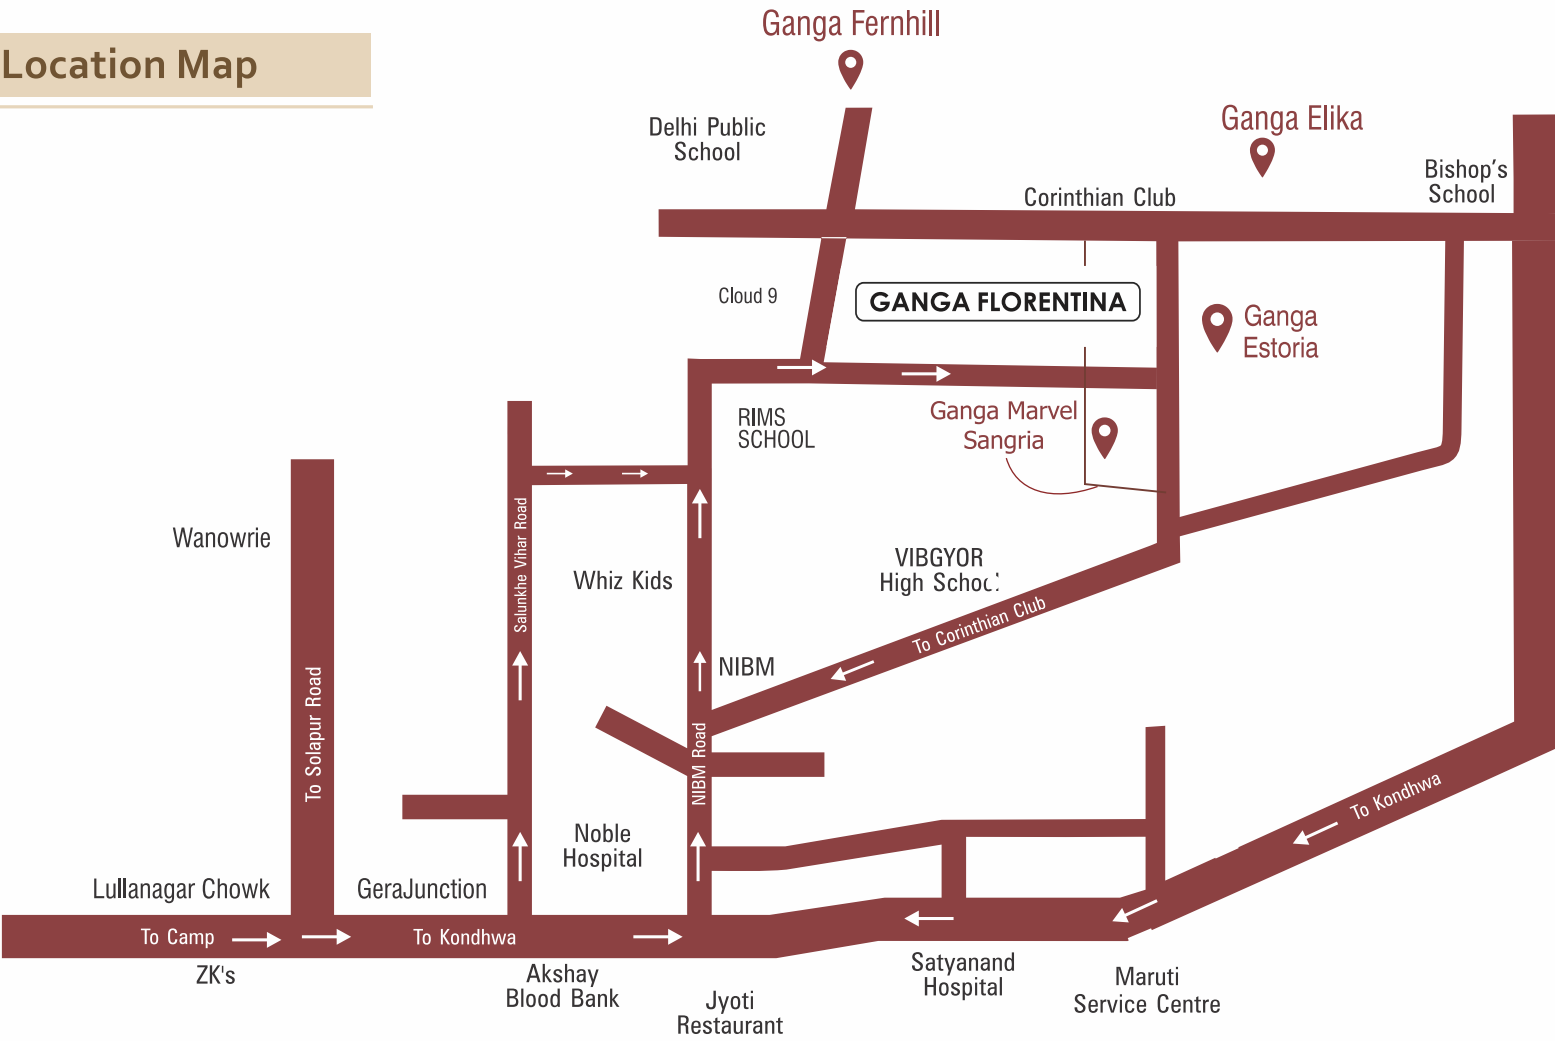 Location Map
Ganga Fernhill
Delhi Public
School
Ganga Elika
Corinthian Club
Bishop's
School
Cloud 9
GANGA FLORENTINA
Ganga
Estoria
RIMS
SCHOOL
Ganga Marvel
Sangria
Wanowrie
Salunkhe Vihar Road
Whiz Kids
VIBGYOR
High School
To Corinthian Club
NIBM
To Solapur Road
NIBM Road
To Kondhwa
Noble
Hospital
Lullanagar Chowk
GeraJunction
To Camp
To Kondhwa
ZK's
Akshay
Blood Bank
Jyoti
Restaurant
Satyanand
Hospital
Maruti
Service Centre